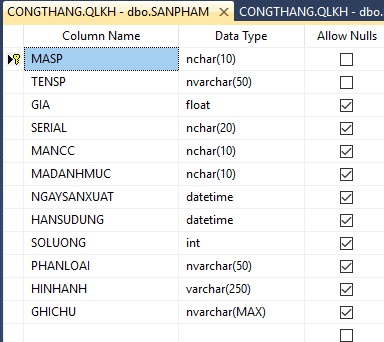 CONGTHANG.QLKH - dbo.SANPHAM CONGTHANG.QLKH - dbo.
Column Name Data Type Allow Nulls
MASP nchar(10)
TENSP nvarchar(50)
GIA float
SERIAL nchar(20)
MANCC nchar(10)
MADANHMUC nchar(10)
NGAYSANXUAT datetime
HANSUDUNG datetime
SOLUONG int
PHANLOAI nvarchar(50)
HINHANH varchar(250)
GHICHU nvarchar(MAX)